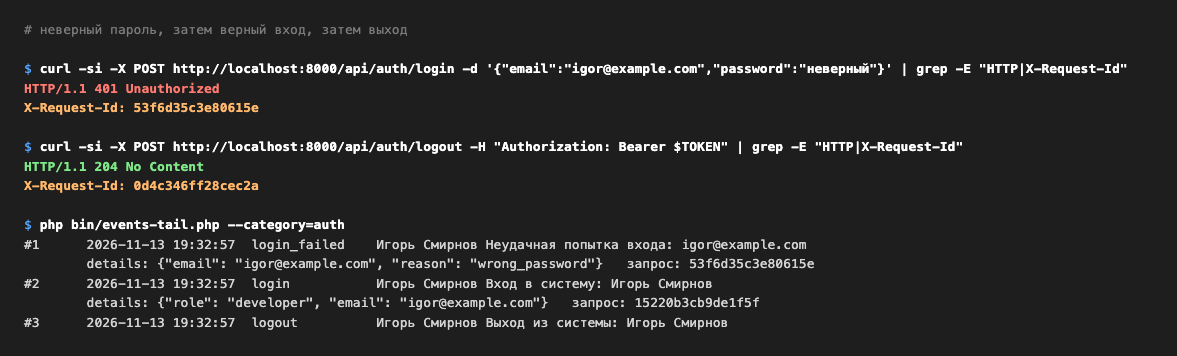 # неверный пароль, затем верный вход, затем выход
$ curl -si -X POST http://localhost:8000/api/auth/login -d '{"email":"igor@example.com","password":"неверный"}' | grep -E "HTTP|X-Request-Id"
HTTP/1.1 401 Unauthorized
X-Request-Id: 53f6d35c3e80615e
$ curl -si -X POST http://localhost:8000/api/auth/logout -H "Authorization: Bearer $TOKEN" | grep -E "HTTP|X-Request-Id"
HTTP/1.1 204 No Content
X-Request-Id: 0d4c346ff28cec2a
$ php bin/events-tail.php --category=auth
#1 2026-11-13 19:32:57 login_failed Игорь Смирнов Неудачная попытка входа: igor@example.com
details: {"email": "igor@example.com", "reason": "wrong_password"} запрос: 53f6d35c3e80615e
#2 2026-11-13 19:32:57 login Игорь Смирнов Вход в систему: Игорь Смирнов
details: {"role": "developer", "email": "igor@example.com"} запрос: 15220b3cb9de1f5f
#3 2026-11-13 19:32:57 logout Игорь Смирнов Выход из системы: Игорь Смирнов